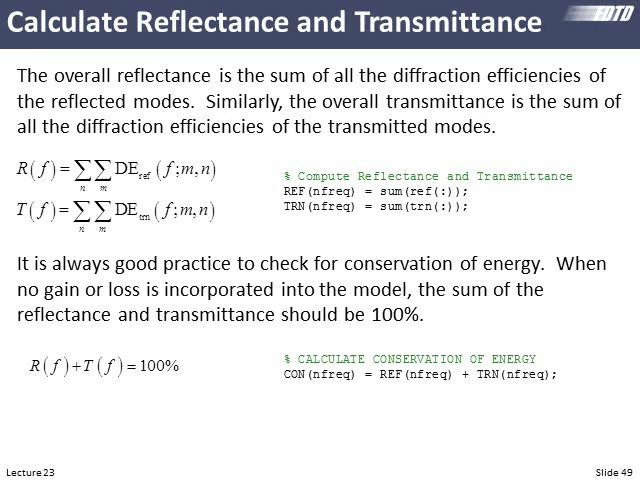 Calculate Reflectance and Transmittance
FDTD
The overall reflectance is the sum of all the diffraction efficiencies of
the reflected modes.  Similarly, the overall transmittance is the sum of
all the diffraction efficiencies of the transmitted modes.
R(f)=∑∑DE_ref(f;m,n)
n m
T(f)=∑∑DE_trn(f;m,n)
n m
% Compute Reflectance and Transmittance
REF(nfreq) = sum(ref(:));
TRN(nfreq) = sum(trn(:));
It is always good practice to check for conservation of energy.  When
no gain or loss is incorporated into the model, the sum of the
reflectance and transmittance should be 100%.
R(f)+T(f)=100%
% CALCULATE CONSERVATION OF ENERGY
CON(nfreq) = REF(nfreq) + TRN(nfreq);
Lecture 23
Slide 49